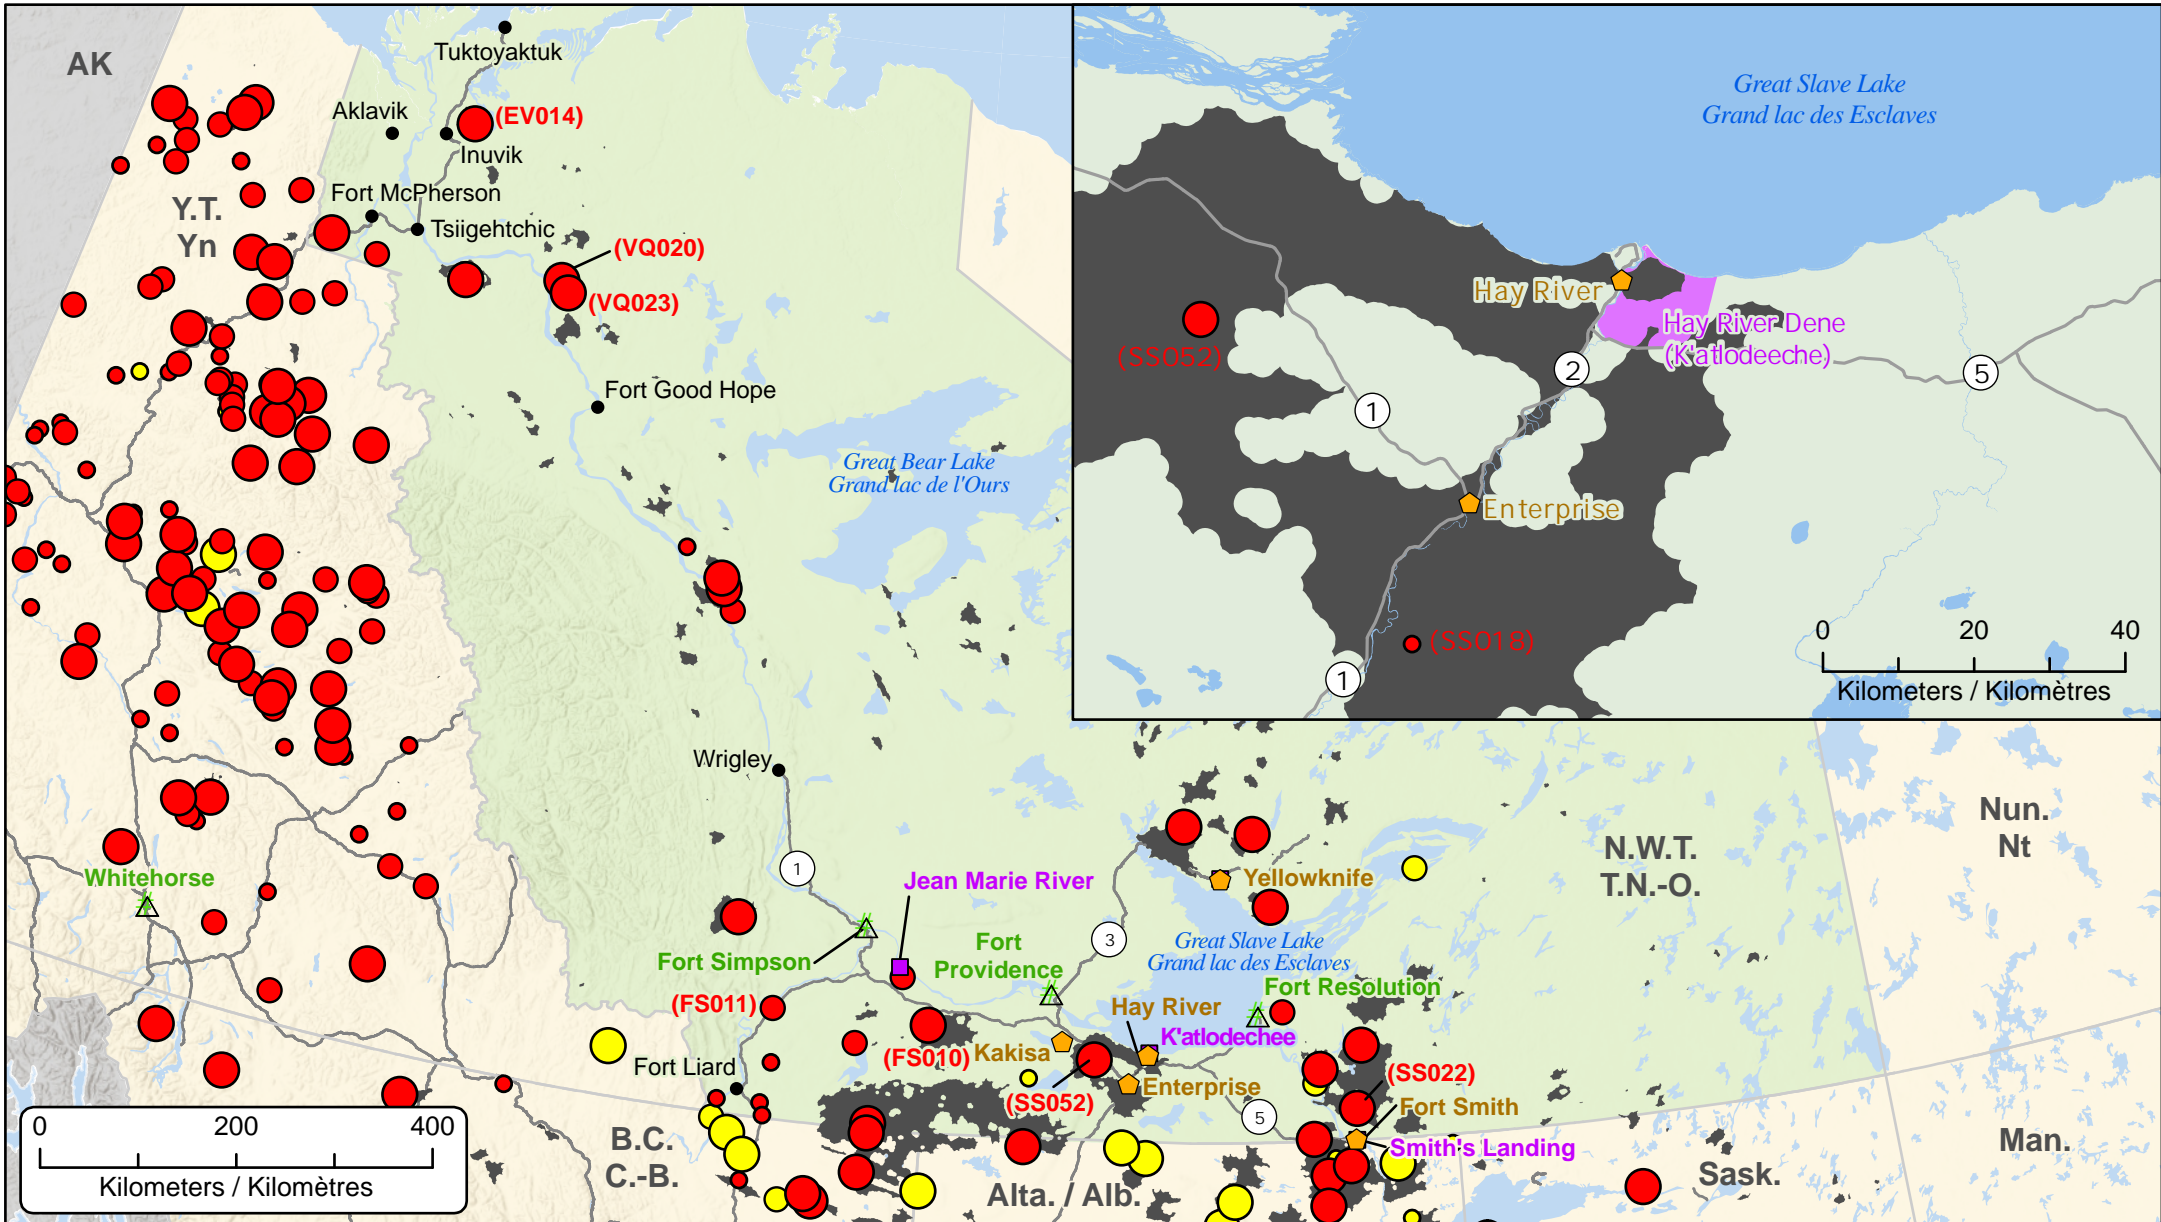 AK
Tuktoyaktuk
Aklavik
(EV014)
Inuvik
Fort McPherson
Y.T.
Yn
Tsiigehtchic
(VQ020)
(VQ023)
Fort Good Hope
Great Bear Lake
Grand lac de l'Ours
Great Slave Lake
Grand lac des Esclaves
Hay River
Hay River Dene
(K'atlodeeche)
(SS052)
2
5
1
Enterprise
(SS018)
1
0 20 40
Kilometers / Kilomètres
Wrigley
1
Whitehorse
Jean Marie River
Fort Simpson
Fort
Providence
3
Yellowknife
N.W.T.
T.N.-O.
Nun.
Nt
Great Slave Lake
Grand lac des Esclaves
Fort Resolution
(FS011)
Hay River
K'atlodechee
(FS010)
Kakisa
Fort Liard
Enterprise
(SS052)
(SS022)
Fort Smith
5
Smith's Landing
0 200 400
Kilometers / Kilomètres
B.C.
C.-B.
Alta. / Alb.
Sask.
Man.